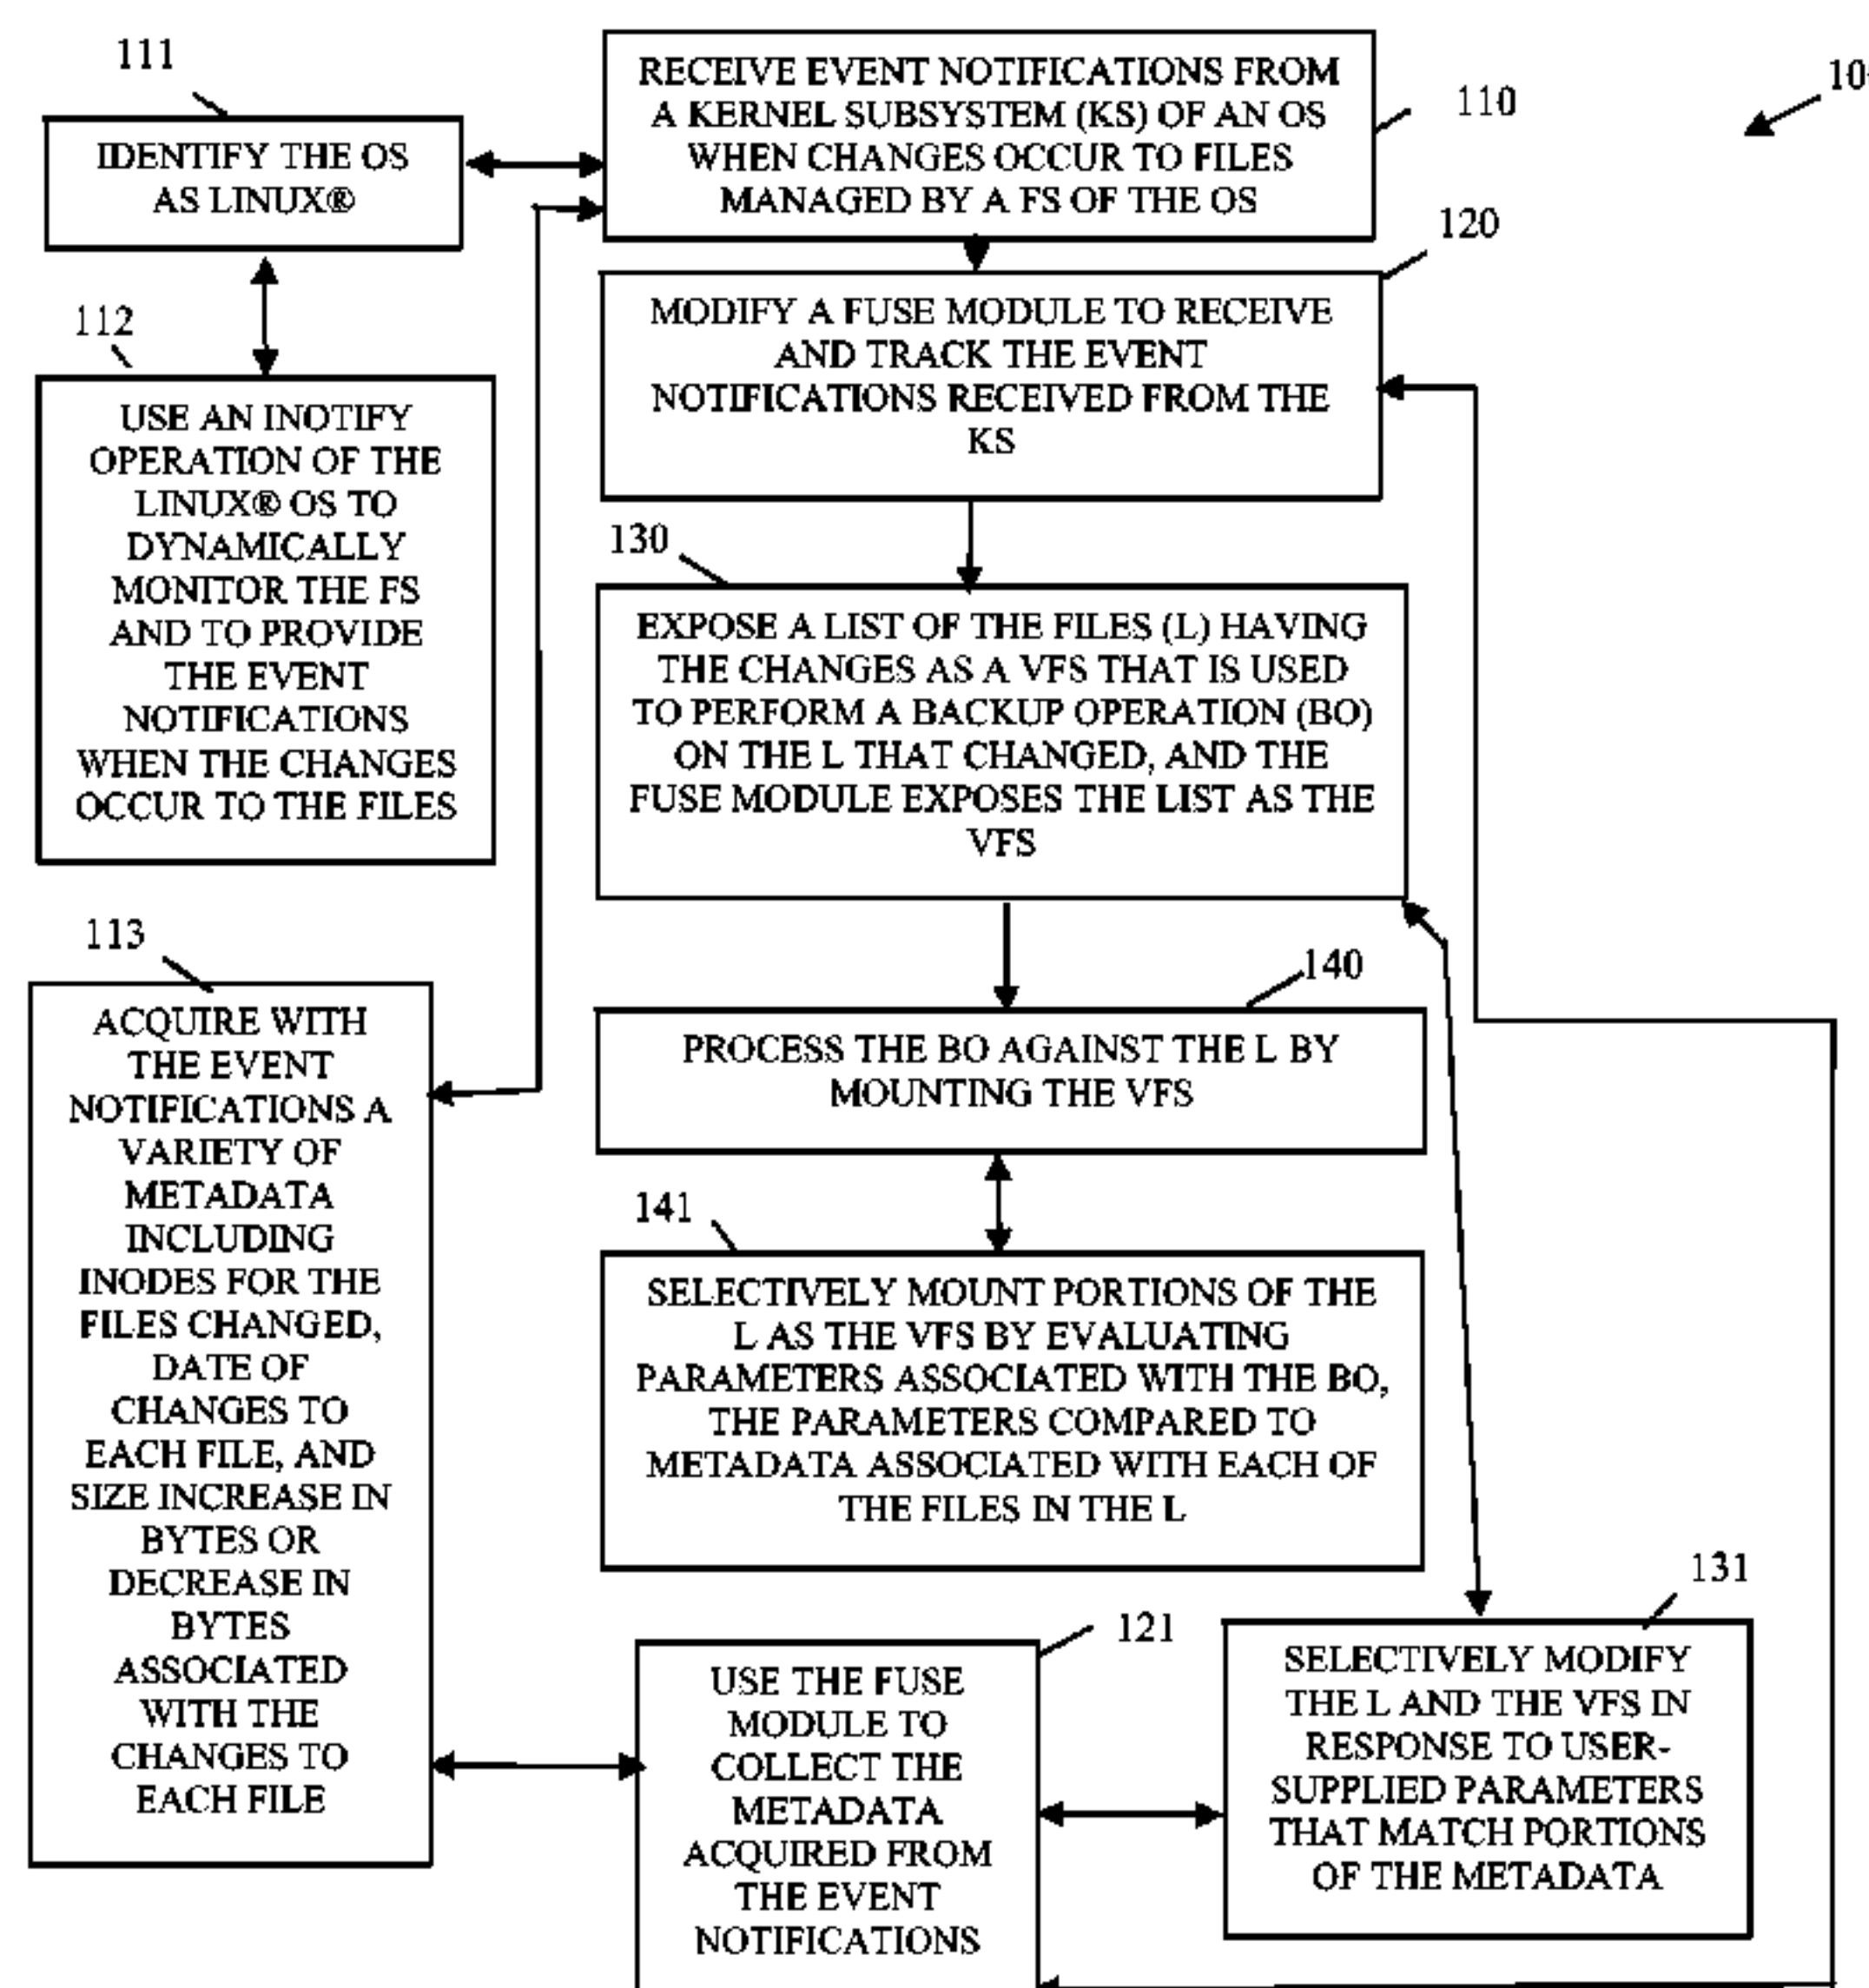 111
IDENTIFY THE OS
AS LINUX®
RECEIVE EVENT NOTIFICATIONS FROM
A KERNEL SUBSYSTEM (KS) OF AN OS
WHEN CHANGES OCCUR TO FILES
MANAGED BY A FS OF THE OS
110
120
MODIFY A FUSE MODULE TO RECEIVE
AND TRACK THE EVENT
NOTIFICATIONS RECEIVED FROM THE
KS
112
USE AN INOTIFY
OPERATION OF THE
LINUX® OS TO
DYNAMICALLY
MONITOR THE FS
AND TO PROVIDE
THE EVENT
NOTIFICATIONS
WHEN THE CHANGES
OCCUR TO THE FILES
130
EXPOSE A LIST OF THE FILES (L) HAVING
THE CHANGES AS A VFS THAT IS USED
TO PERFORM A BACKUP OPERATION (BO)
ON THE L THAT CHANGED, AND THE
FUSE MODULE EXPOSES THE LIST AS THE
VFS
113
ACQUIRE WITH
THE EVENT
NOTIFICATIONS A
VARIETY OF
METADATA
INCLUDING
INODES FOR THE
FILES CHANGED,
DATE OF
CHANGES TO
EACH FILE, AND
SIZE INCREASE IN
BYTES OR
DECREASE IN
BYTES
ASSOCIATED
WITH THE
CHANGES TO
EACH FILE
140
PROCESS THE BO AGAINST THE L BY
MOUNTING THE VFS
141
SELECTIVELY MOUNT PORTIONS OF THE
L AS THE VFS BY EVALUATING
PARAMETERS ASSOCIATED WITH THE BO,
THE PARAMETERS COMPARED TO
METADATA ASSOCIATED WITH EACH OF
THE FILES IN THE L
121
USE THE FUSE
MODULE TO
COLLECT THE
METADATA
ACQUIRED FROM
THE EVENT
NOTIFICATIONS
131
SELECTIVELY MODIFY
THE L AND THE VFS IN
RESPONSE TO USER-
SUPPLIED PARAMETERS
THAT MATCH PORTIONS
OF THE METADATA